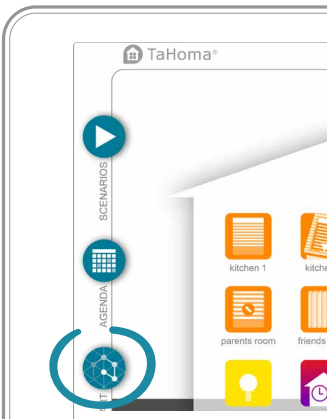 TaHoma®
SCENARIOS
AGENDA
kitchen 1
parents room
friends